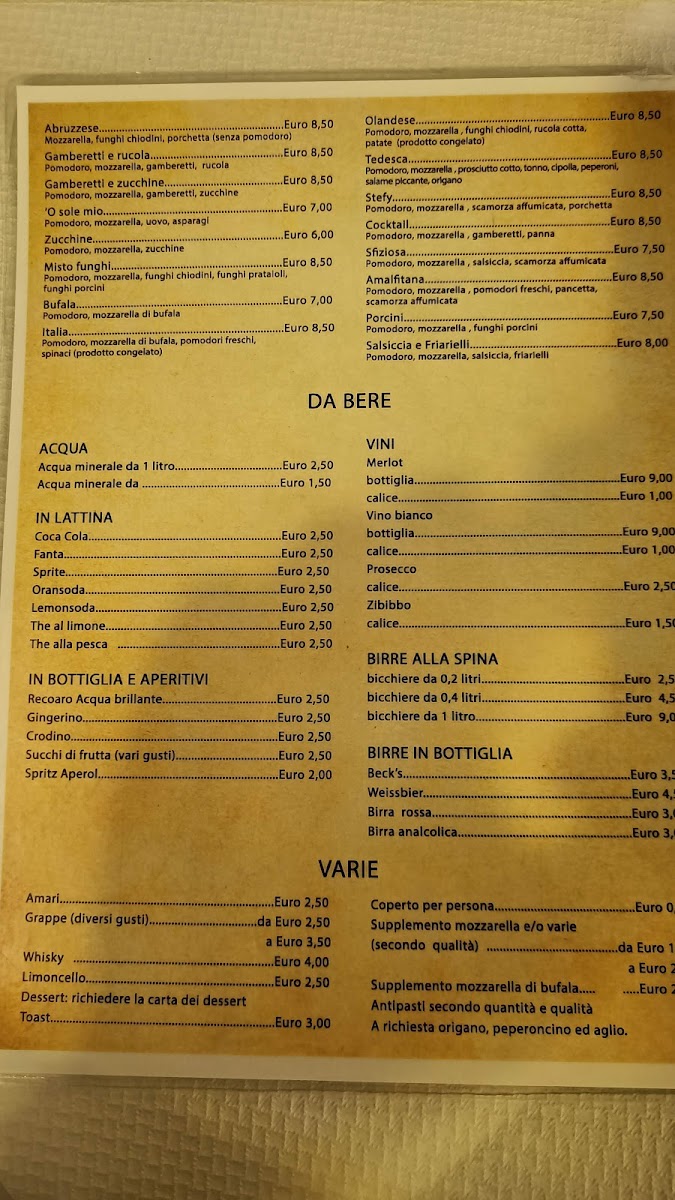 Abruzzese..........Euro 8,50
Mozzarella, funghi chiodini, porchetta (senza pomodoro)
Gamberetti e rucola..........Euro 8,50
Pomodoro, mozzarella, gamberetti, rucola
Gamberetti e zucchine..........Euro 8,50
Pomodoro, mozzarella, gamberetti, zucchine
'O sole mio..........Euro 7,00
Pomodoro, mozzarella, uovo, asparagi
Zucchine..........Euro 6,00
Pomodoro, mozzarella, zucchine
Misto funghi..........Euro 8,50
Pomodoro, mozzarella, funghi chiodini, funghi prataioli,
funghi porcini
Bufala..........Euro 7,00
Pomodoro, mozzarella di bufala
Italia..........Euro 8,50
Pomodoro, mozzarella di bufala, pomodori freschi,
spinaci (prodotto congelato)
Olandese..........Euro 8,50
Pomodoro, mozzarella , funghi chiodini, rucola cotta,
patate (prodotto congelato)
Tedesca..........Euro 8,50
Pomodoro, mozzarella , prosciutto cotto, tonno, cipolla, peperoni,
salame piccante, origano
Stefy..........Euro 8,50
Pomodoro, mozzarella , scamorza affumicata, porchetta
Cocktail..........Euro 8,50
Pomodoro, mozzarella , gamberetti, panna
Sfiziosa..........Euro 7,50
Pomodoro, mozzarella , salsiccia, scamorza affumicata
Amalfitana..........Euro 8,50
Pomodoro, mozzarella , pomodori freschi, pancetta,
scamorza affumicata
Porcini..........Euro 7,50
Pomodoro, mozzarella , funghi porcini
Salsiccia e Friarielli..........Euro 8,00
Pomodoro, mozzarella, salsiccia, friarielli
DA BERE
ACQUA
Acqua minerale da 1 litro..........Euro 2,50
Acqua minerale da ..........Euro 1,50
IN LATTINA
Coca Cola..........Euro 2,50
Fanta..........Euro 2,50
Sprite..........Euro 2,50
Oransoda..........Euro 2,50
Lemonsoda..........Euro 2,50
The al limone..........Euro 2,50
The alla pesca ..........Euro 2,50
IN BOTTIGLIA E APERITIVI
Recoaro Acqua brillante..........Euro 2,50
Gingerino..........Euro 2,50
Crodino..........Euro 2,50
Succhi di frutta (vari gusti)..........Euro 2,50
Spritz Aperol..........Euro 2,00
VINI
Merlot
bottiglia..........Euro 9,00
calice..........Euro 1,00
Vino bianco
bottiglia..........Euro 9,00
calice..........Euro 1,00
Prosecco
calice..........Euro 2,50
Zibibbo
calice..........Euro 1,50
BIRRE ALLA SPINA
bicchiere da 0,2 litri..........Euro 2,5
bicchiere da 0,4 litri..........Euro 4,5
bicchiere da 1 litro..........Euro 9,0
BIRRE IN BOTTIGLIA
Beck's..........Euro 3,5
Weissbier..........Euro 4,5
Birra rossa..........Euro 3,0
Birra analcolica..........Euro 3,
VARIE
Amari..........Euro 2,50
Grappe (diversi gusti)..........da Euro 2,50
a Euro 3,50
Whisky ..........Euro 4,00
Limoncello..........Euro 2,50
Dessert: richiedere la carta dei dessert
Toast..........Euro 3,00
Coperto per persona..........Euro 0,
Supplemento mozzarella e/o varie
(secondo qualità) ..........da Euro 1
a Euro 2
Supplemento mozzarella di bufala..... .....Euro 2
Antipasti secondo quantità e qualità
A richiesta origano, peperoncino ed aglio.